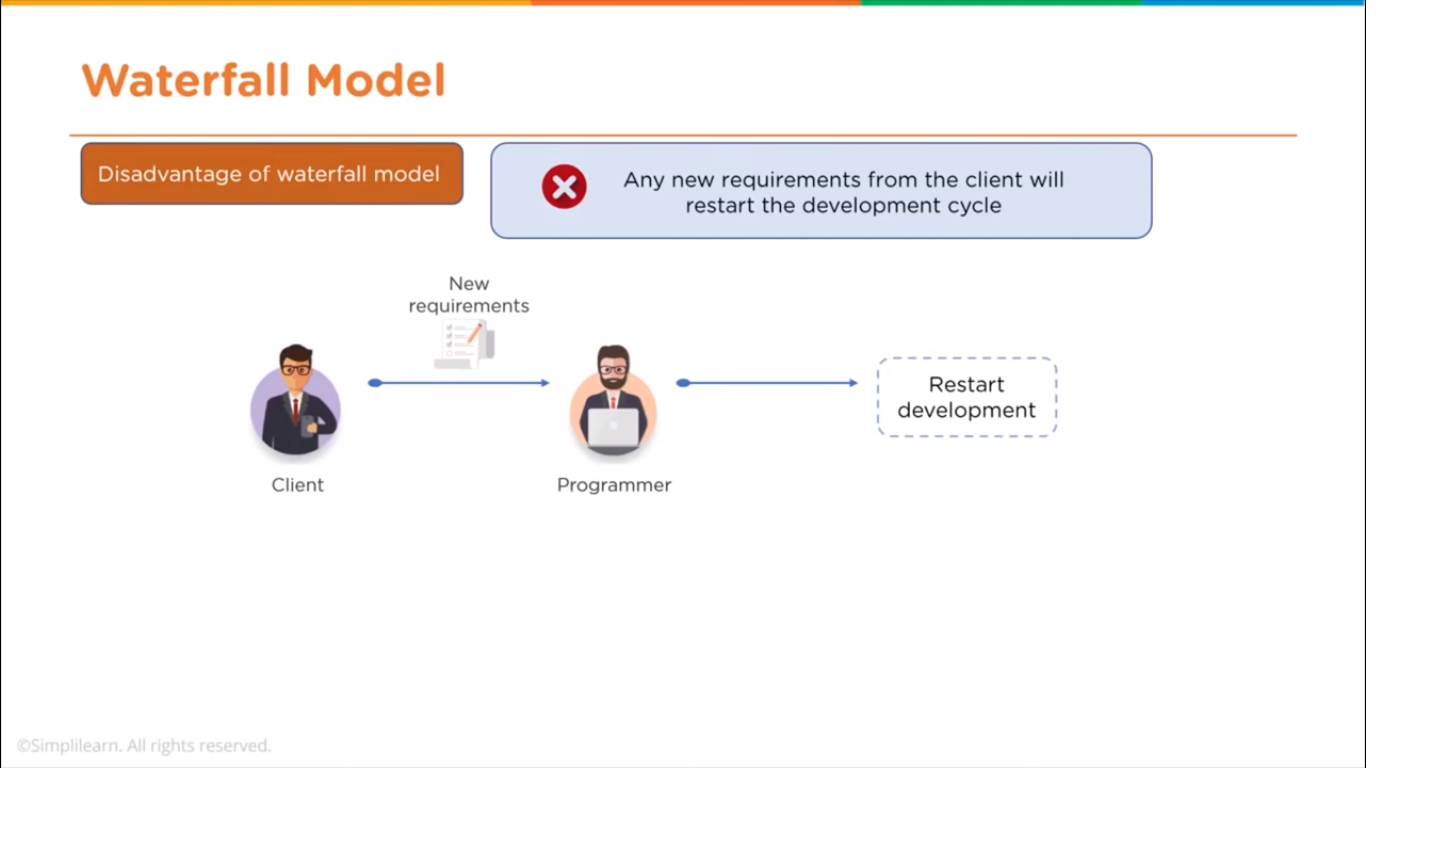 Waterfall Model
Disadvantage of waterfall model
Any new requirements from the client will
restart the development cycle
New
requirements
Restart
development
Client
Programmer
©Simplilearn. All rights reserved.